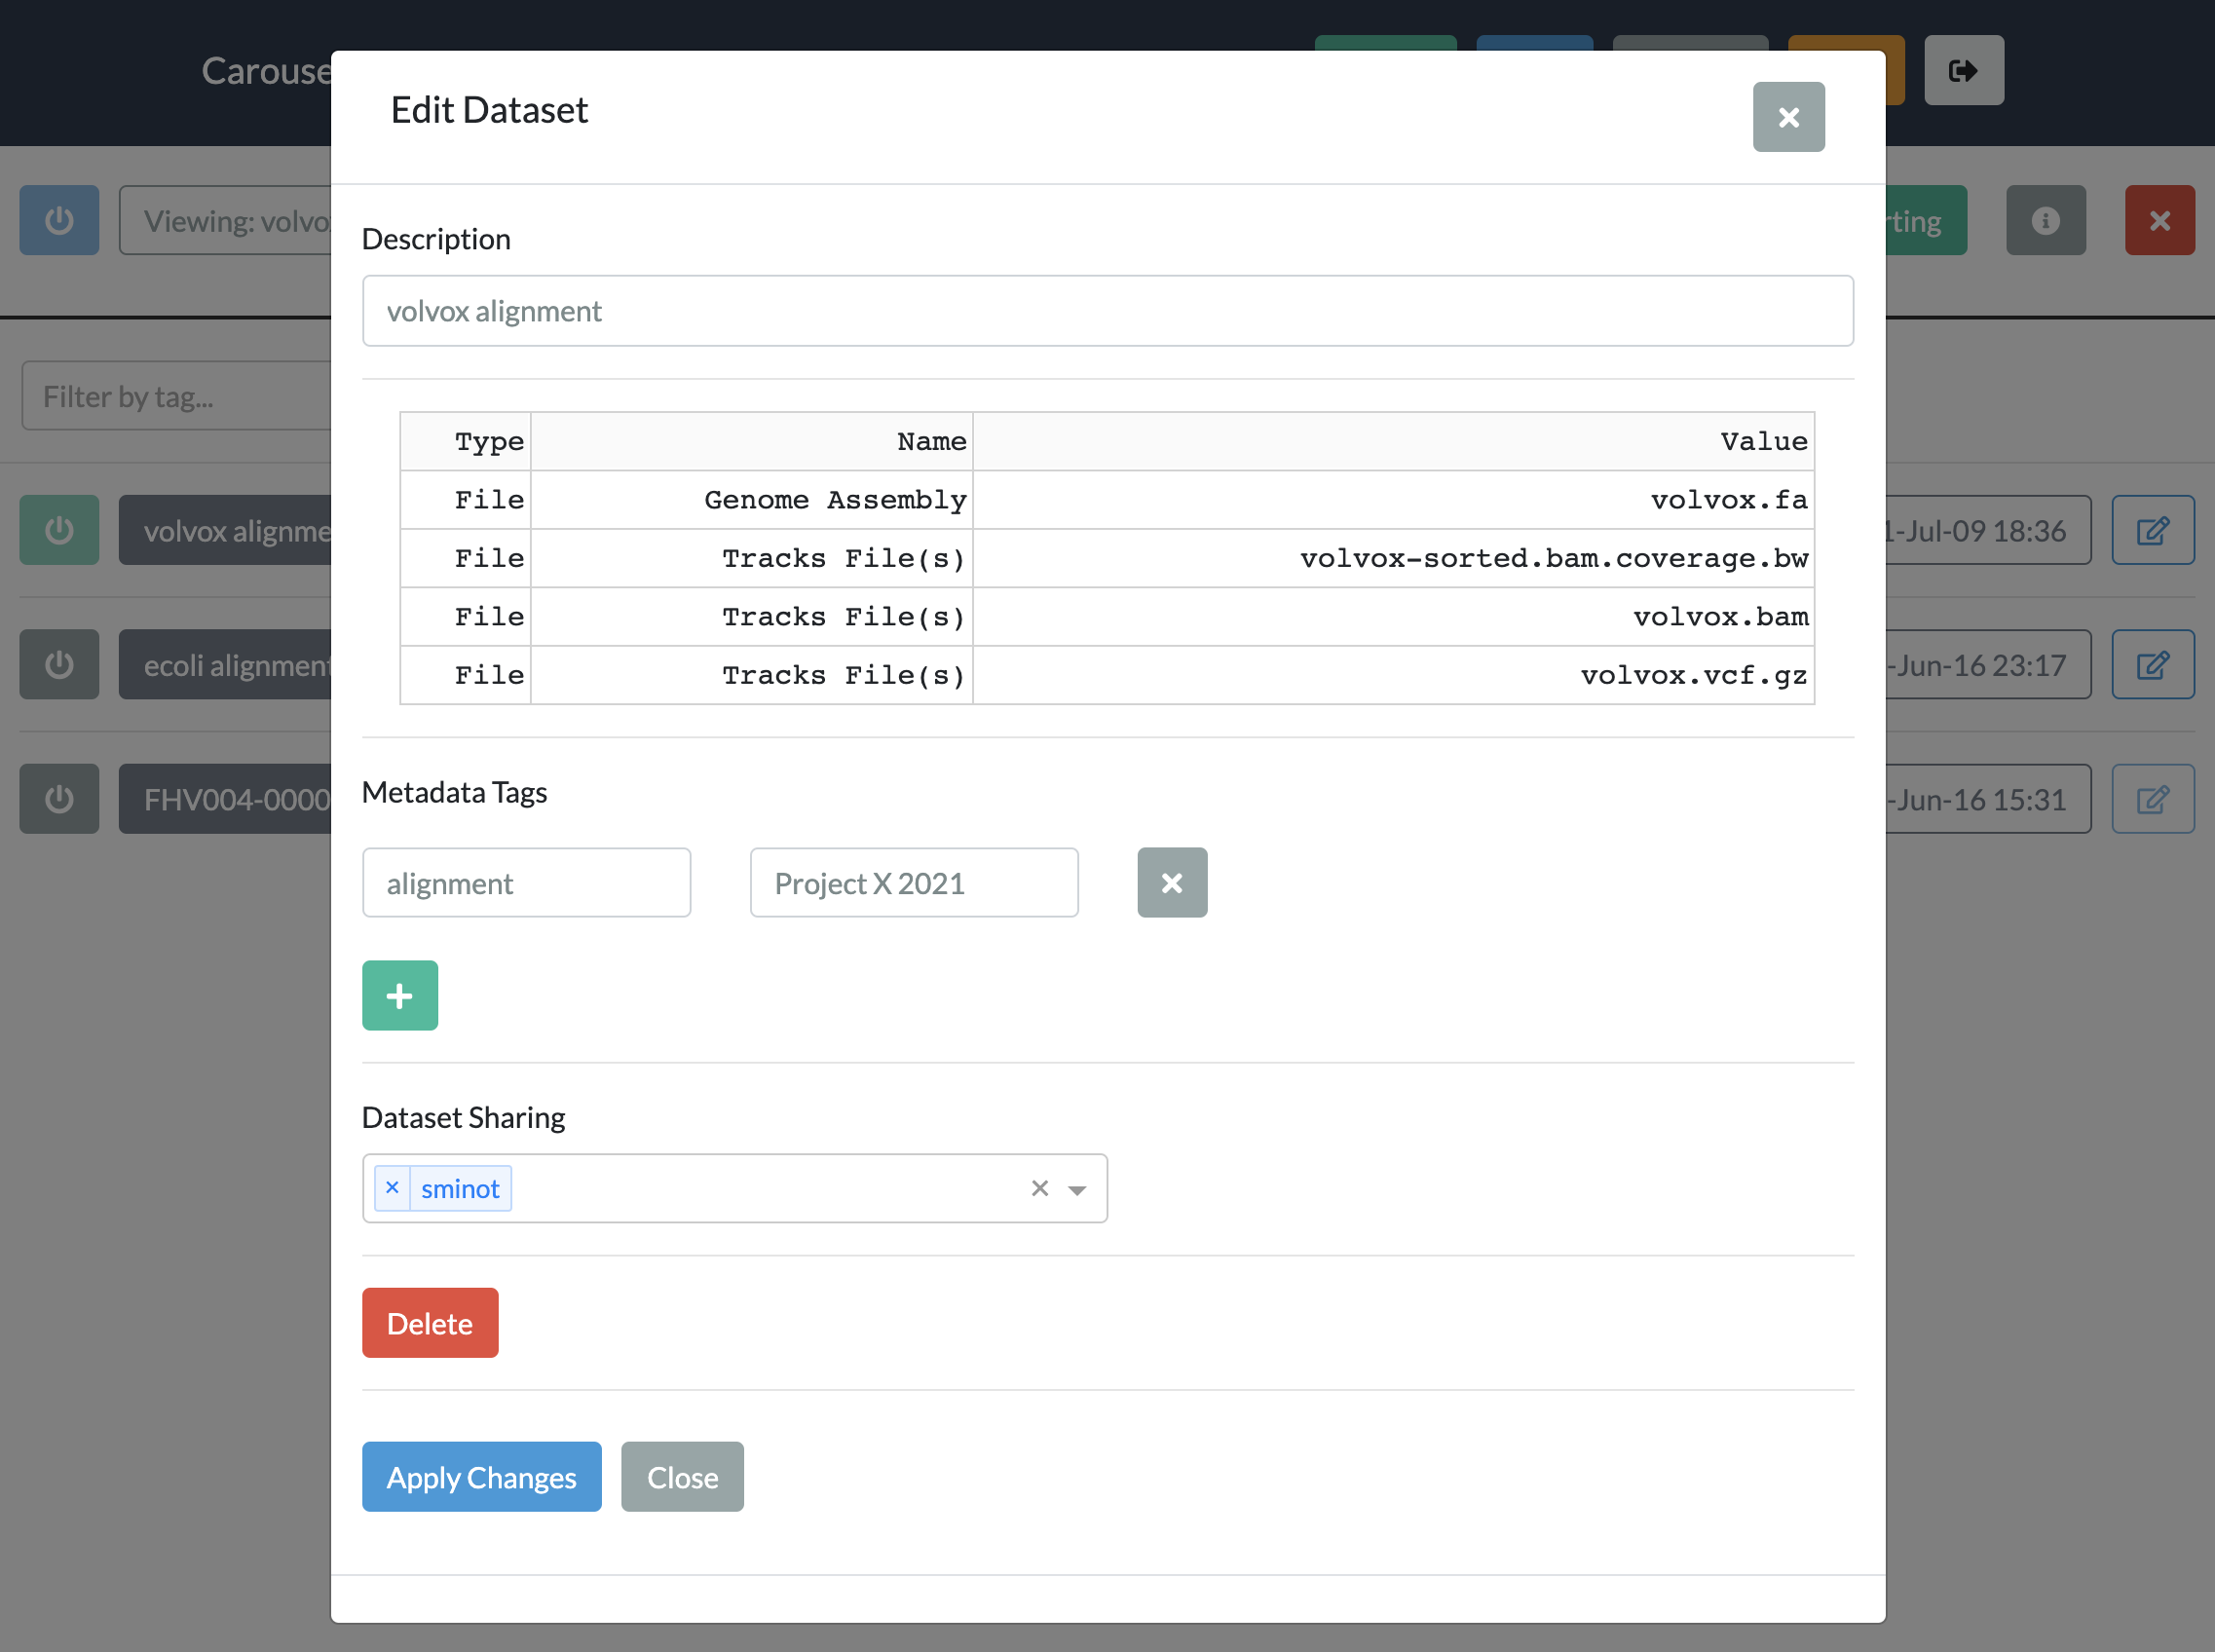 Edit Dataset
Description
volvox alignment
Type Name Value
File Genome Assembly volvox.fa
File Tracks File(s) volvox-sorted.bam.coverage.bw
File Tracks File(s) volvox.bam
File Tracks File(s) volvox.vcf.gz
Metadata Tags
alignment Project X 2021
Dataset Sharing
× sminot
Delete
Apply Changes Close
Carouse
Viewing: volvo
rting
Filter by tag...
volvox alignme
1-Jul-09 18:36
ecoli alignment
-Jun-16 23:17
FHV004-0000
-Jun-16 15:31